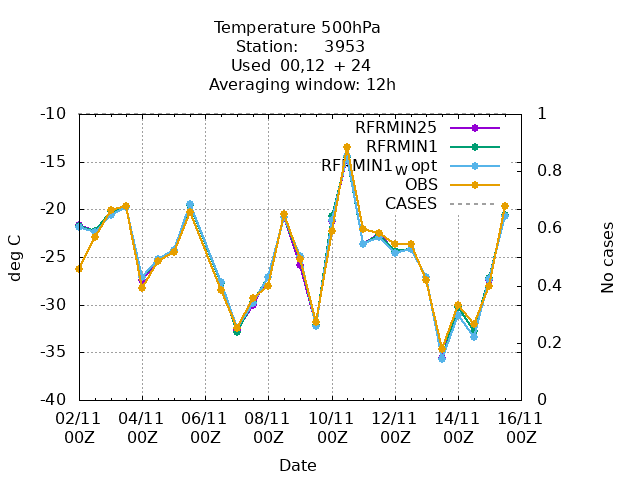 Temperature 500hPa
Station: 3953
Used 00,12 + 24
Averaging window: 12h
-10 1
RFRMIN25
RFRMIN1
-15 0.8
RFRMIN1w opt
OBS
CASES
-20 0.6
deg C
No cases
-25
-30 0.4
-35 0.2
-40 0
02/11 04/11 06/11 08/11 10/11 12/11 14/11 16/11
00Z 00Z 00Z 00Z 00Z 00Z 00Z 00Z
Date